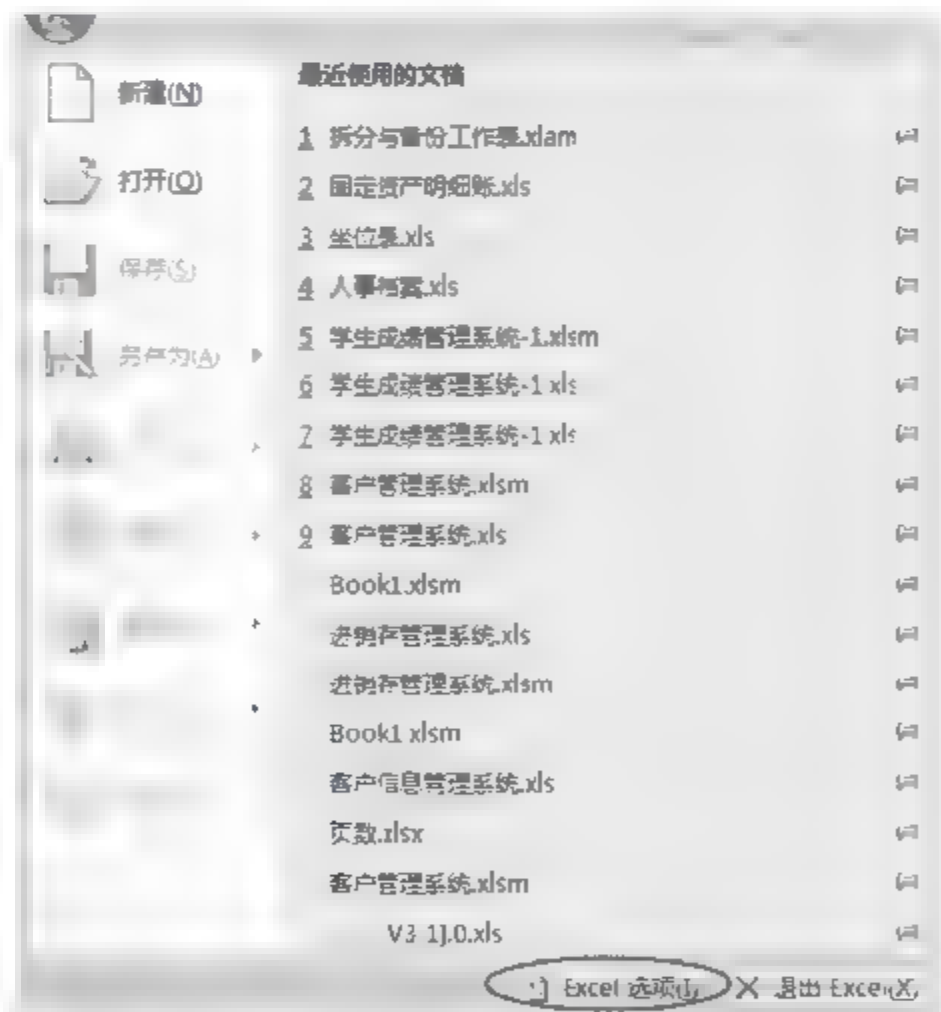 新建(N)
打开(O)
保存(S)
另存为(A)
最近使用的文档
1 拆分与备份工作表.xlam
2 固定资产明细账.xls
3 坐位表.xls
4 人事档案.xls
5 学生成绩管理系统-1.xlsm
6 学生成绩管理系统-1.xls
7 学生成绩管理系统-1.xls
8 客户管理系统.xlsm
9 客户管理系统.xls
Book1.xlsm
进销存管理系统.xls
进销存管理系统.xlsm
Book1.xlsm
客户信息管理系统.xls
页数.xlsx
客户管理系统.xlsm
V3 1].0.xls
Excel 选项(I)
退出 Excel(X)